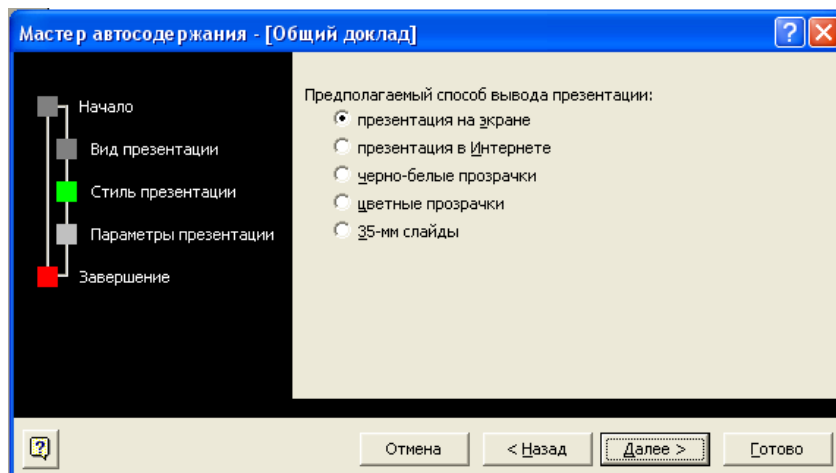 Мастер автосодержания - [Общий доклад]
Начало
Вид презентации
Стиль презентации
Параметры презентации
Завершение
Предполагаемый способ вывода презентации:
презентация на экране
презентация в Интернете
черно-белые прозрачки
цветные прозрачки
35-мм слайды
Отмена
< Назад
Далее >
Готово